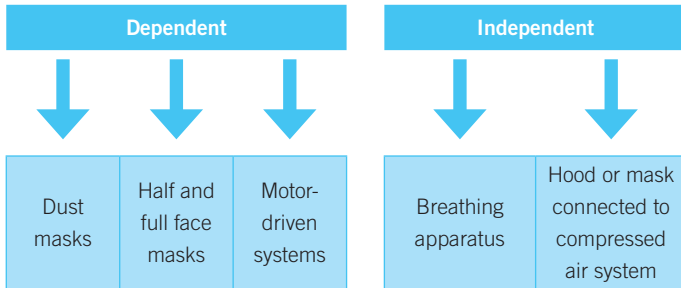 Dependent
Independent
Dust
masks
Half and
full face
masks
Motor-
driven
systems
Breathing
apparatus
Hood or mask
connected to
compressed
air system